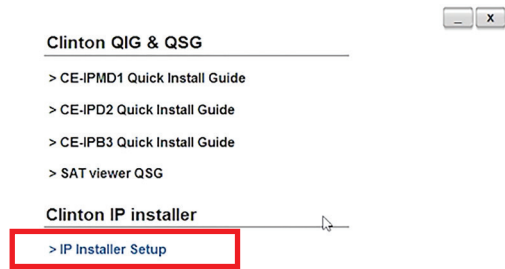 _ X
Clinton QIG & QSG
> CE-IPMD1 Quick Install Guide
> CE-IPD2 Quick Install Guide
> CE-IPB3 Quick Install Guide
> SAT viewer QSG
Clinton IP installer
> IP Installer Setup